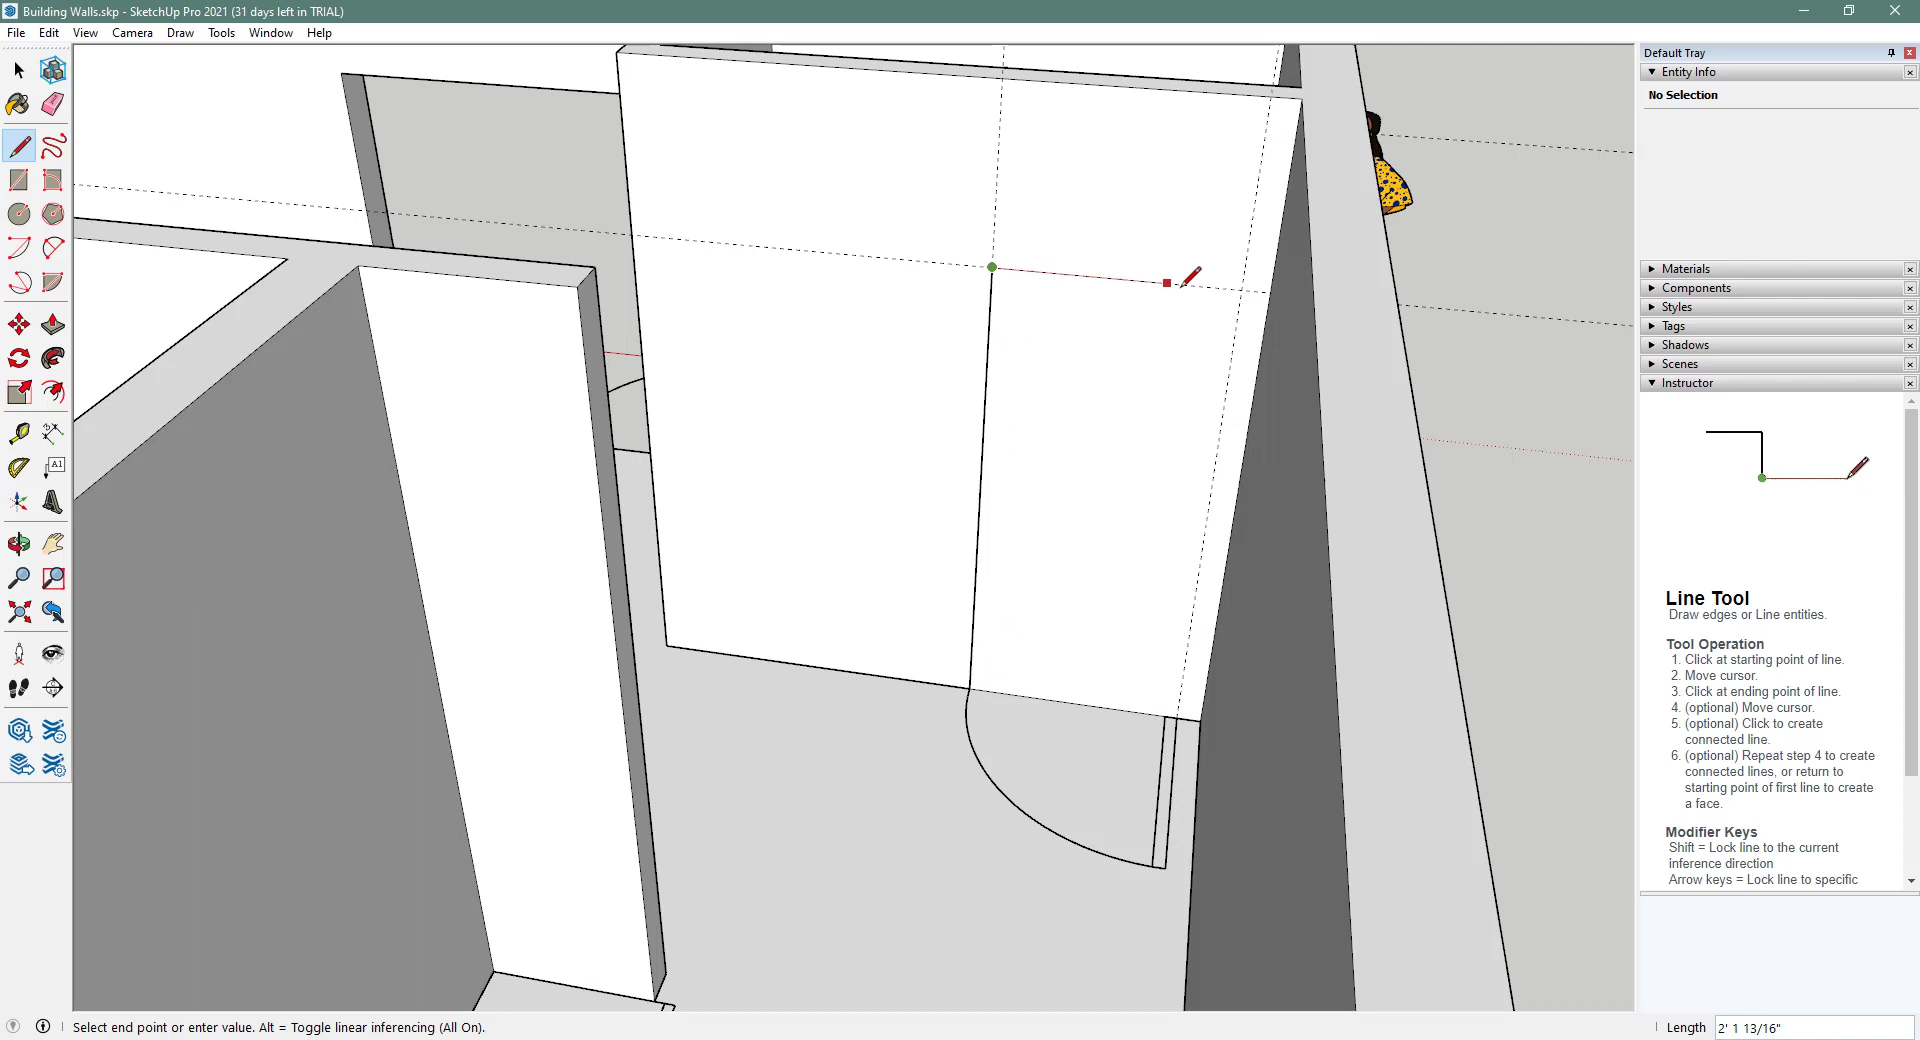 Building Walls.skp - SketchUp Pro 2021 (31 days left in TRIAL)
File Edit View Camera Draw Tools Window Help
Default Tray
Entity Info
No Selection
A1
Materials
Components
Styles
Tags
Shadows
Scenes
Instructor
Line Tool
Draw edges or Line entities.
Tool Operation
1. Click at starting point of line.
2. Move cursor.
3. Click at ending point of line.
4. (optional) Move cursor.
5. (optional) Click to create
connected line.
6. (optional) Repeat step 4 to create
connected lines, or return to
starting point of first line to create
a face.
Modifier Keys
Shift = Lock line to the current
inference direction
Arrow keys = Lock line to specific
Select end point or enter value. Alt = Toggle linear inferencing (All On).
Length 2' 1 13/16"